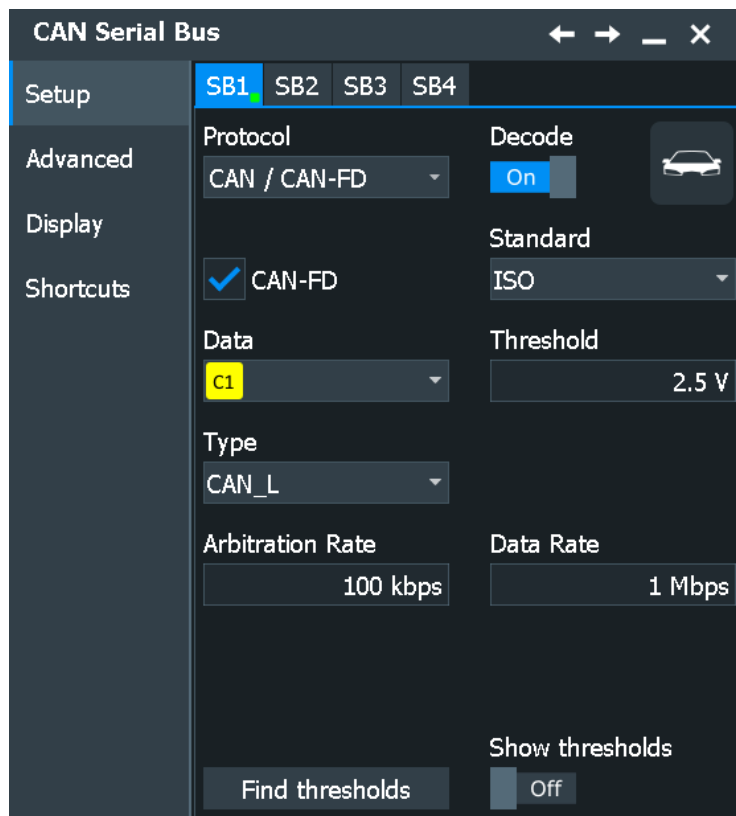 CAN Serial Bus
Setup
Advanced
Display
Shortcuts
SB1 SB2 SB3 SB4
Protocol
CAN / CAN-FD
Decode
On
CAN-FD
Standard
ISO
Data
C1
Threshold
2.5 V
Type
CAN_L
Arbitration Rate
100 kbps
Data Rate
1 Mbps
Find thresholds
Show thresholds
Off